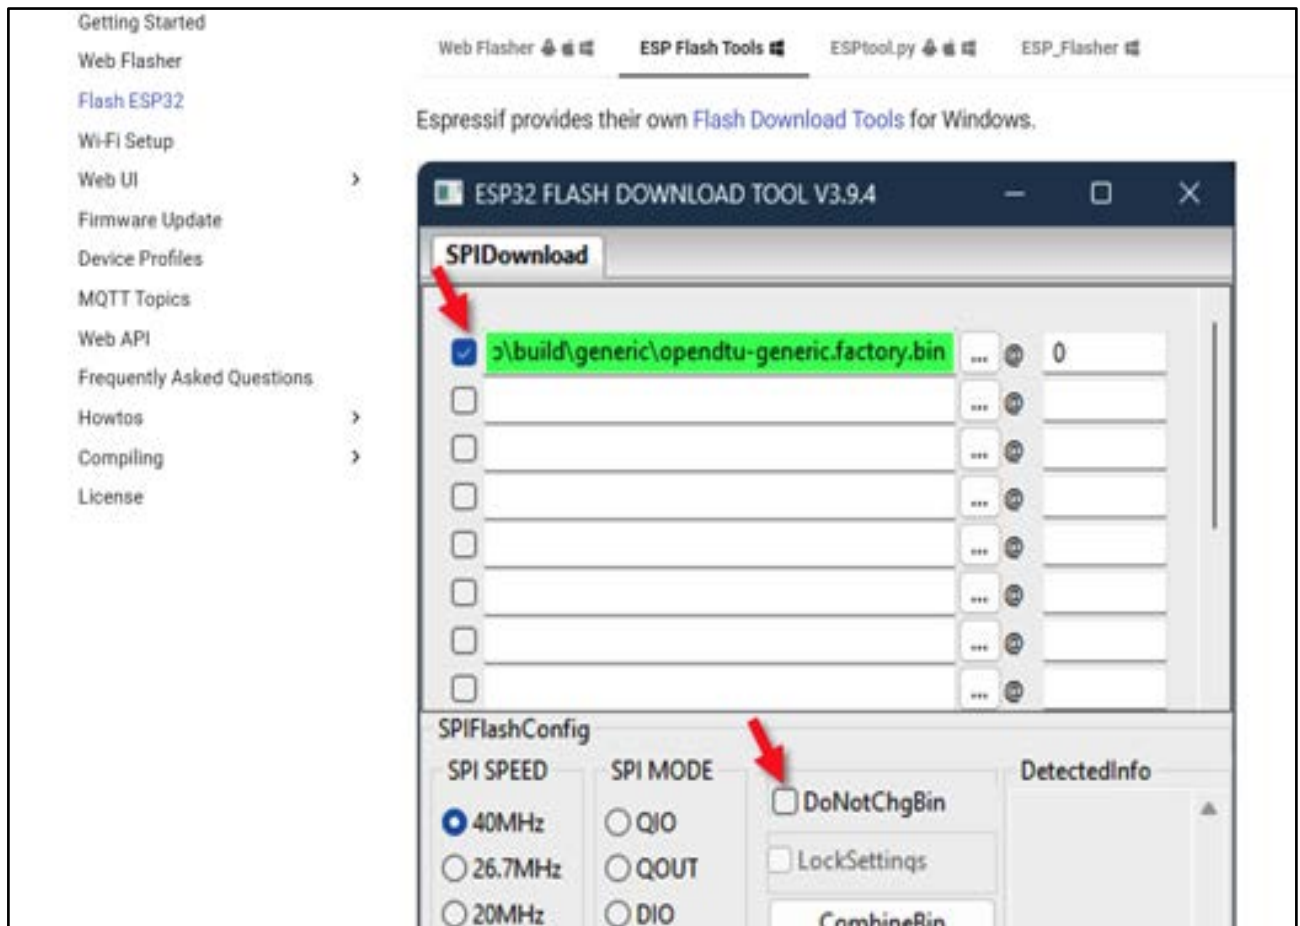 Getting Started
Web Flasher
Flash ESP32
Wi-Fi Setup
Web UI
Firmware Update
Device Profiles
MQTT Topics
Web API
Frequently Asked Questions
Howtos
Compiling
License
Web Flasher ESP Flash Tools ESPtool.py ESP_Flasher
Espressif provides their own Flash Download Tools for Windows.
ESP32 FLASH DOWNLOAD TOOL V3.9.4
SPIDownload
\build\generic\opendtu-generic.factory.bin ... @ 0
... @
... @
... @
... @
... @
... @
... @
SPIFlashConfig
SPI SPEED SPI MODE DetectedInfo
DoNotChgBin
40MHz QIO
LockSettings
26.7MHz QOUT
20MHz DIO CombineBin